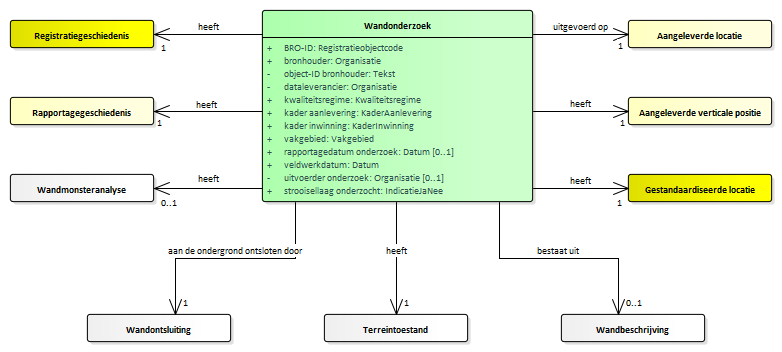 Wandonderzoek
+ BRO-ID: Registratieobjectcode
+ bronhouder: Organisatie
- object-ID bronhouder: Tekst
- dataleverancier: Organisatie
+ kwaliteitsregime: Kwaliteitsregime
+ kader aanlevering: KaderAanlevering
+ kader inwinning: KaderInwinning
+ vakgebied: Vakgebied
+ rapportagedatum onderzoek: Datum [0..1]
+ veldwerkdatum: Datum
- uitvoerder onderzoek: Organisatie [0..1]
+ strooisellaag onderzocht: IndicatieJaNee
Registratiegeschiedenis
heeft
1
Rapportagegeschiedenis
heeft
1
Wandmonsteranalyse
heeft
0..1
uitgevoerd op
1
Aangeleverde locatie
heeft
1
Aangeleverde verticale positie
heeft
1
Gestandaardiseerde locatie
aan de ondergrond ontsloten door
1
Wandontsluiting
heeft
1
Terreintoestand
bestaat uit
0..1
Wandbeschrijving